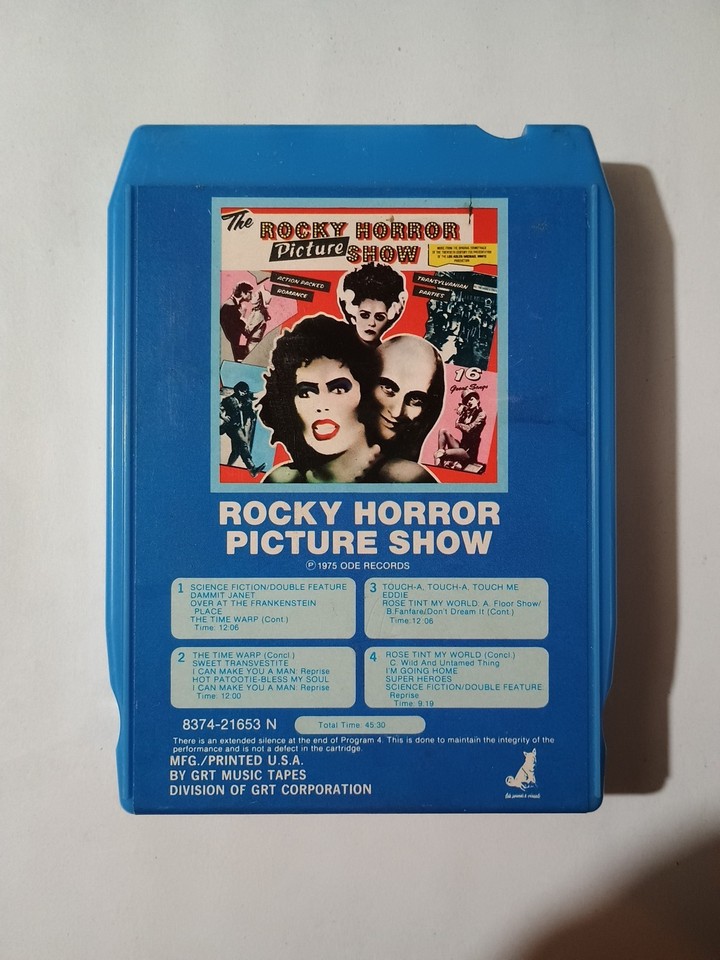 The
ROCKY HORROR
Picture SHOW
ACTION PACKED
ROMANCE
TRANSYLVANIAN
PARTIES
16
Great Songs
ROCKY HORROR
PICTURE SHOW
Ⓟ 1975 ODE RECORDS
1 SCIENCE FICTION/DOUBLE FEATURE
DAMMIT JANET
OVER AT THE FRANKENSTEIN
PLACE
THE TIME WARP (Cont.)
Time: 12:06
2 THE TIME WARP (Concl.)
SWEET TRANSVESTITE
I CAN MAKE YOU A MAN: Reprise
HOT PATOOTIE-BLESS MY SOUL
I CAN MAKE YOU A MAN: Reprise
Time: 12:00
3 TOUCH-A, TOUCH-A, TOUCH ME
EDDIE
ROSE TINT MY WORLD: A. Floor Show/
B.Fanfare/Don't Dream It (Cont.)
Time: 12:06
4 ROSE TINT MY WORLD (Concl.)
C. Wild And Untamed Thing
I'M GOING HOME
SUPER HEROES
SCIENCE FICTION/DOUBLE FEATURE:
Reprise
Time: 9:19
8374-21653 N
Total Time: 45:30
There is an extended silence at the end of Program 4. This is done to maintain the integrity of the
performance and is not a defect in the cartridge.
MFG./PRINTED U.S.A.
BY GRT MUSIC TAPES
DIVISION OF GRT CORPORATION